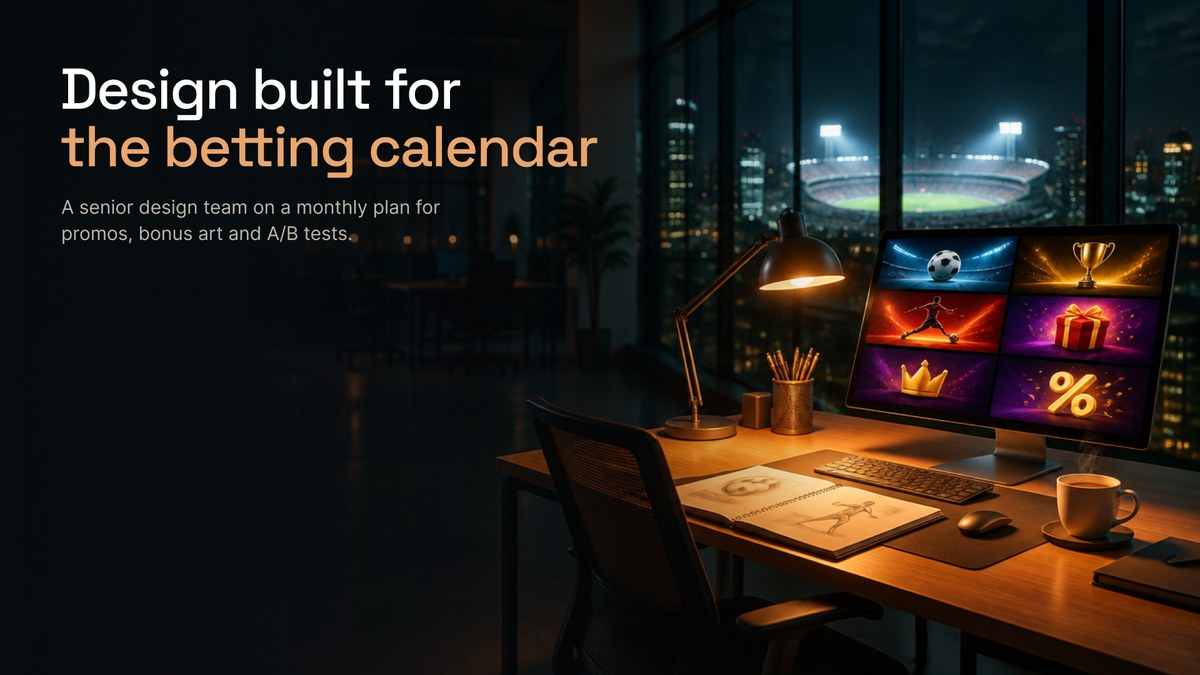 Design built for
the betting calendar
A senior design team on a monthly plan for
promos, bonus art and A/B tests.
%